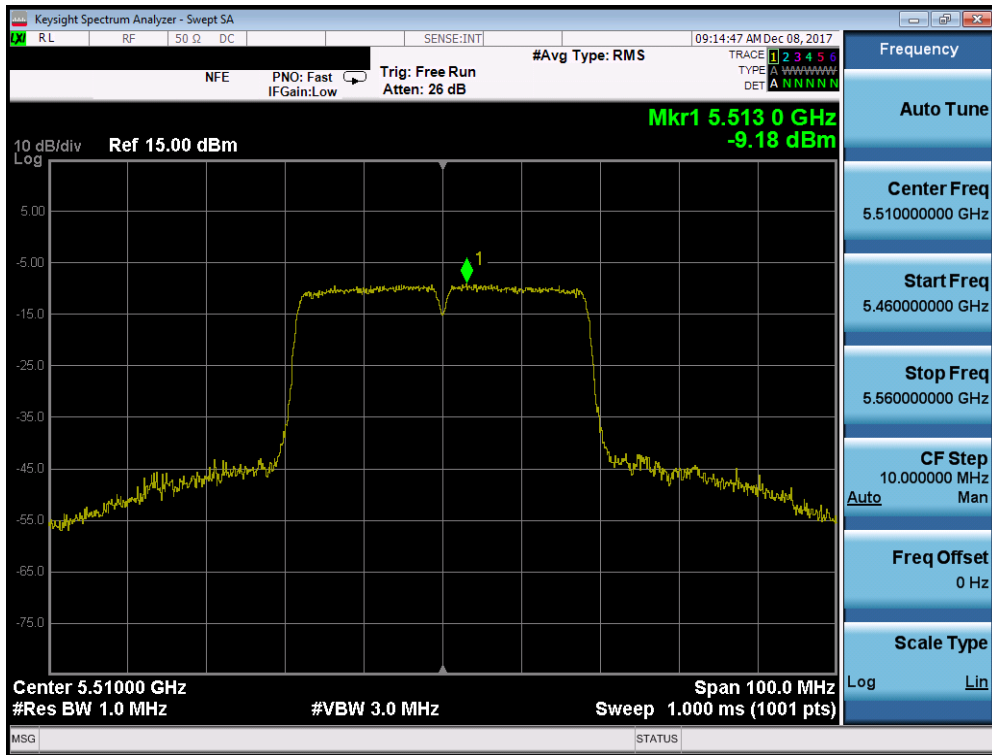 Keysight Spectrum Analyzer - Swept SA
LXI RL RF 50 Ω DC SENSE:INT 09:14:47 AM Dec 08, 2017
NFE PNO: Fast Trig: Free Run #Avg Type: RMS TRACE 1 2 3 4 5 6
IFGain:Low Atten: 26 dB TYPE A WWWWW
DET A N N N N N
Mkr1 5.513 0 GHz
-9.18 dBm
10 dB/div Ref 15.00 dBm
Log
1
5.00
-5.00
-15.0
-25.0
-35.0
-45.0
-55.0
-65.0
-75.0
Center 5.51000 GHz Span 100.0 MHz
#Res BW 1.0 MHz #VBW 3.0 MHz Sweep 1.000 ms (1001 pts)
MSG STATUS
Frequency
Auto Tune
Center Freq
5.510000000 GHz
Start Freq
5.460000000 GHz
Stop Freq
5.560000000 GHz
CF Step
10.000000 MHz
Auto Man
Freq Offset
0 Hz
Scale Type
Log Lin